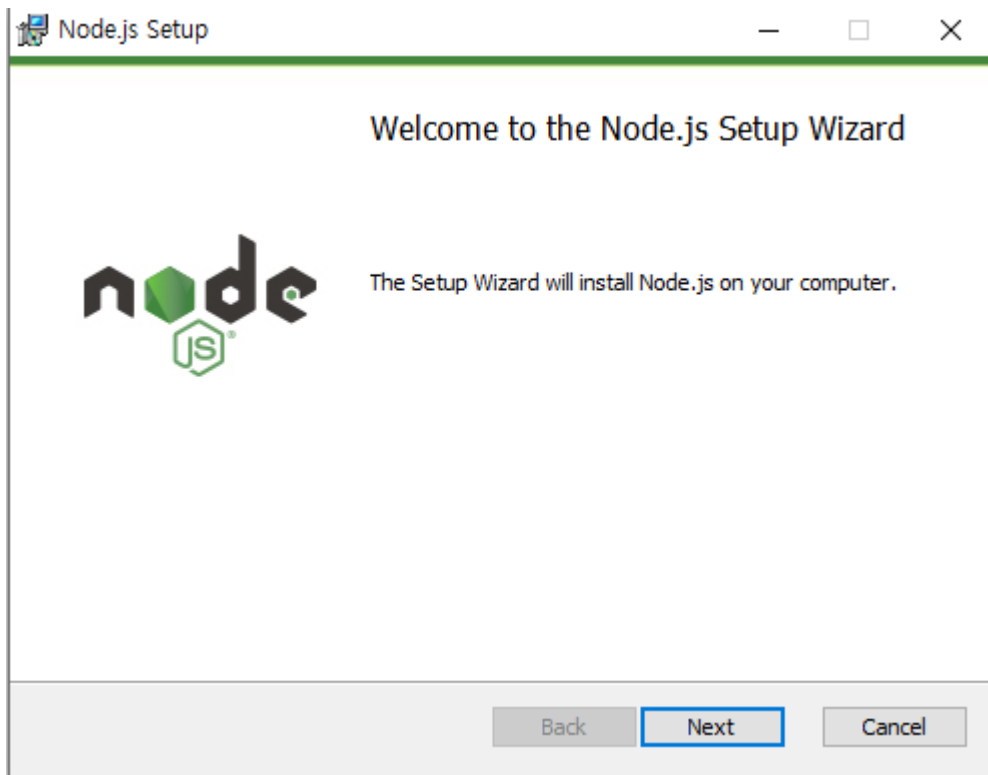 Node.js Setup
Welcome to the Node.js Setup Wizard
The Setup Wizard will install Node.js on your computer.
node
JS®
Back
Next
Cancel